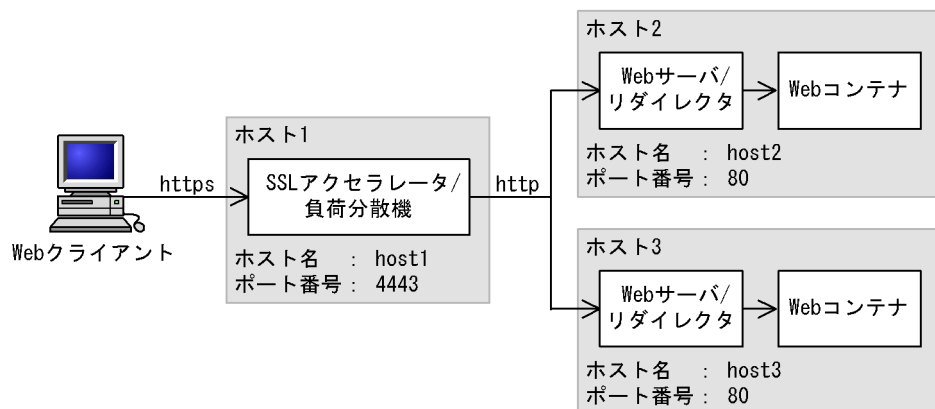 ホスト2
Webサーバ/
リダイレクタ
Webコンテナ
ホスト名 : host2
ポート番号 : 80
ホスト1
https
SSLアクセラレータ/
負荷分散機
http
Webクライアント
ホスト名 : host1
ポート番号 : 4443
ホスト3
Webサーバ/
リダイレクタ
Webコンテナ
ホスト名 : host3
ポート番号 : 80